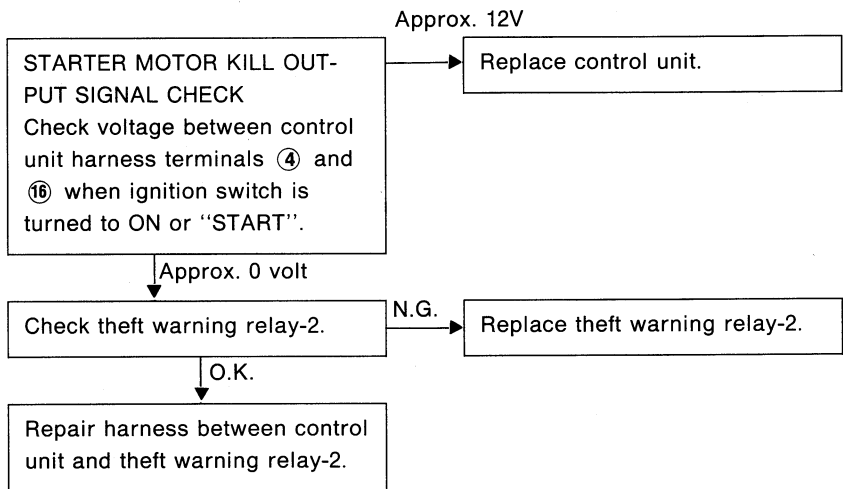 Approx. 12V
STARTER MOTOR KILL OUT-
PUT SIGNAL CHECK
Check voltage between control
unit harness terminals ④ and
⑯ when ignition switch is
turned to ON or "START".
Replace control unit.
Approx. 0 volt
Check theft warning relay-2.
N.G.
Replace theft warning relay-2.
O.K.
Repair harness between control
unit and theft warning relay-2.